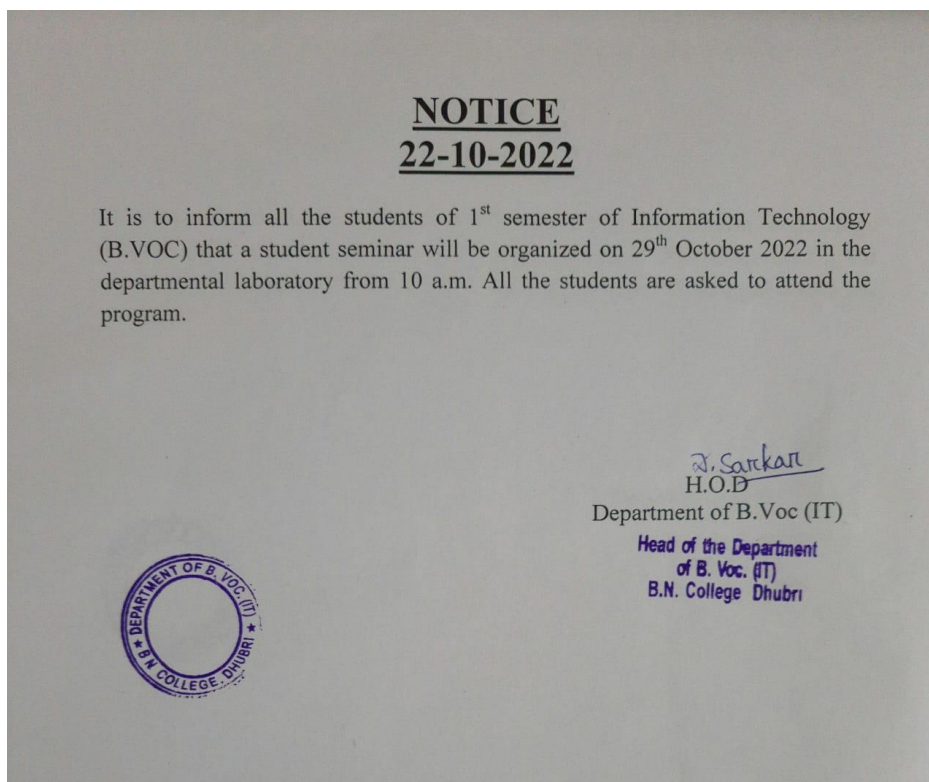 NOTICE
22-10-2022
It is to inform all the students of 1st semester of Information Technology
(B.VOC) that a student seminar will be organized on 29th October 2022 in the
departmental laboratory from 10 a.m. All the students are asked to attend the
program.
Sarkar
H.O.D
Department of B.Voc (IT)
Head of the Department
of B. Voc. (IT)
B.N. College Dhubri
★ DEPARTMENT OF B. VOC. (IT) ★
B N COLLEGE, DHUBRI